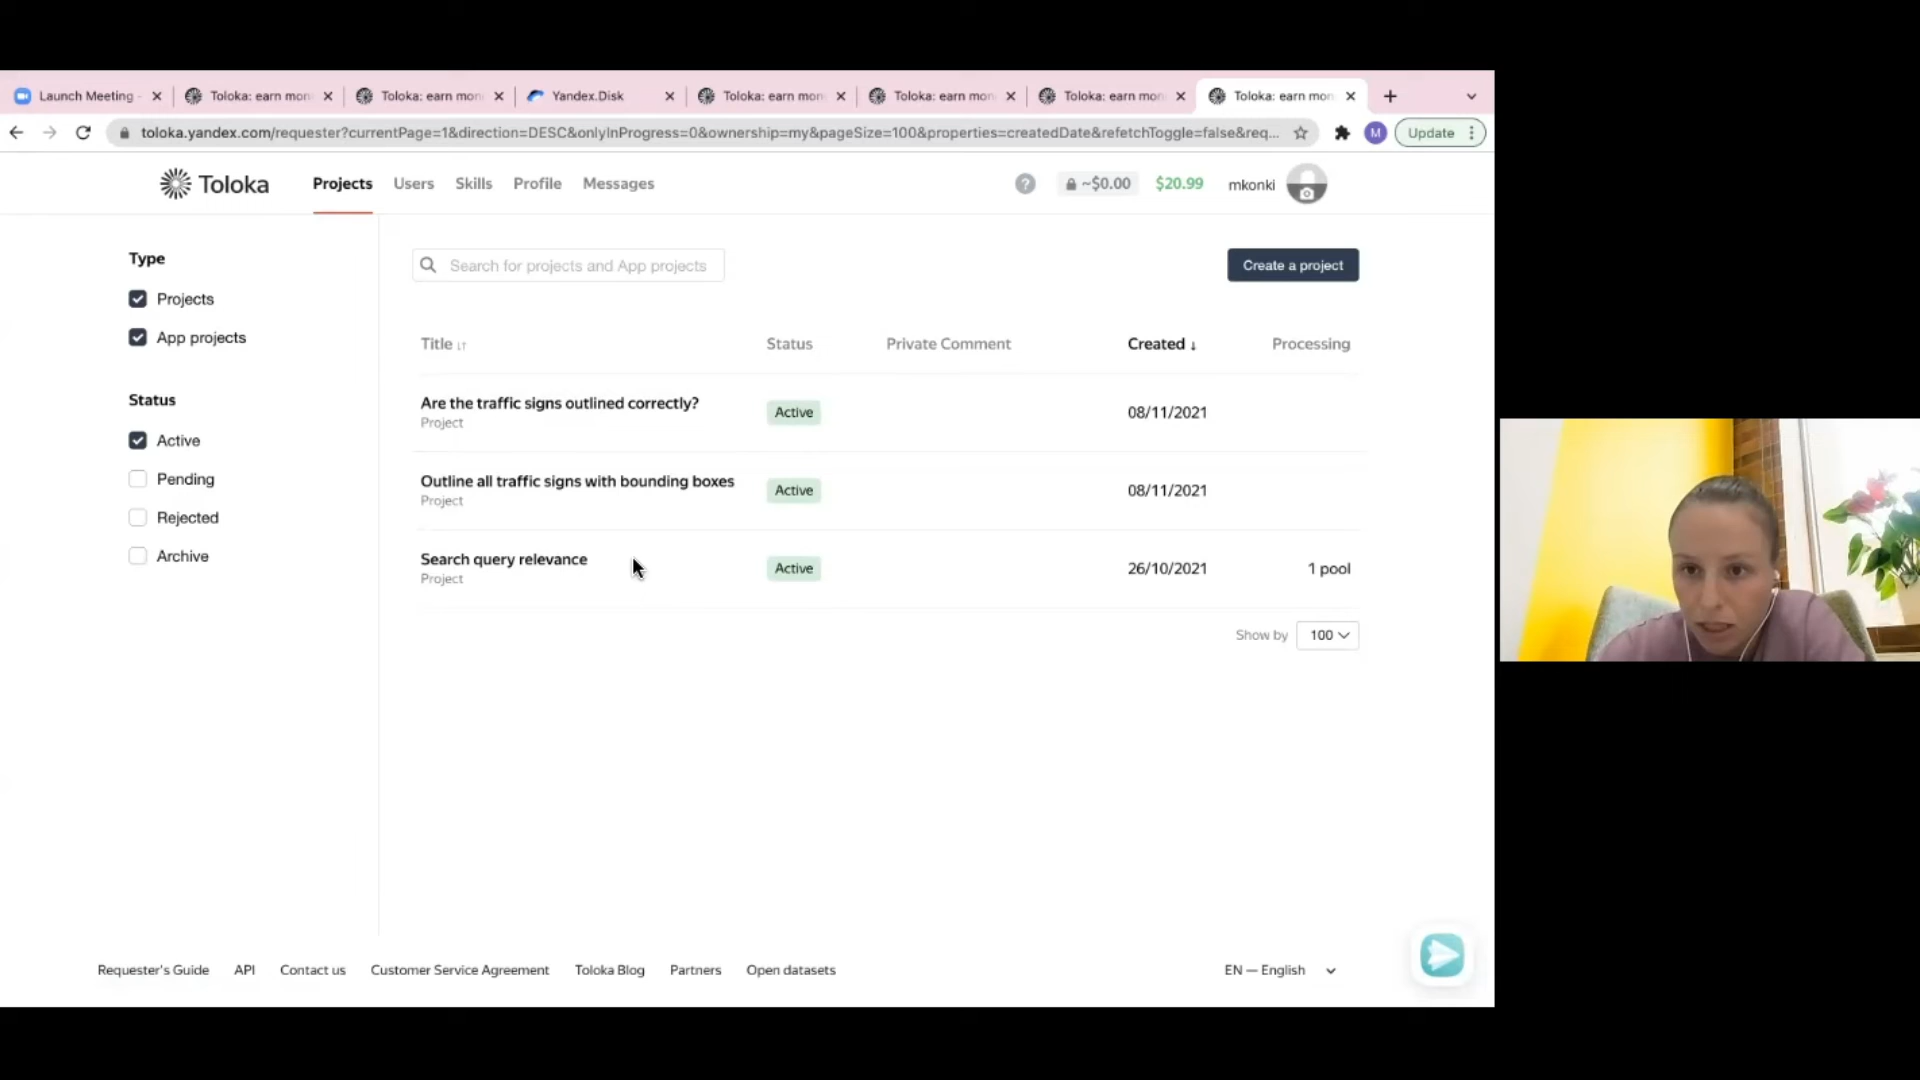 Launch Meeting -
Toloka: earn mon
Toloka: earn mon
Yandex.Disk
Toloka: earn mon
Toloka: earn mon
Toloka: earn mon
Toloka: earn mon
toloka.yandex.com/requester?currentPage=1&direction=DESC&onlyInProgress=0&ownership=my&pageSize=100&properties=createdDate&refetchToggle=false&req...
M
Update
Toloka
Projects
Users
Skills
Profile
Messages
?
~$0.00
$20.99
mkonki
Type
Projects
App projects
Status
Active
Pending
Rejected
Archive
Search for projects and App projects
Create a project
Title
Status
Private Comment
Created ↓
Processing
Are the traffic signs outlined correctly?
Project
Active
08/11/2021
Outline all traffic signs with bounding boxes
Project
Active
08/11/2021
Search query relevance
Project
Active
26/10/2021
1 pool
Show by
100
Requester's Guide
API
Contact us
Customer Service Agreement
Toloka Blog
Partners
Open datasets
EN — English